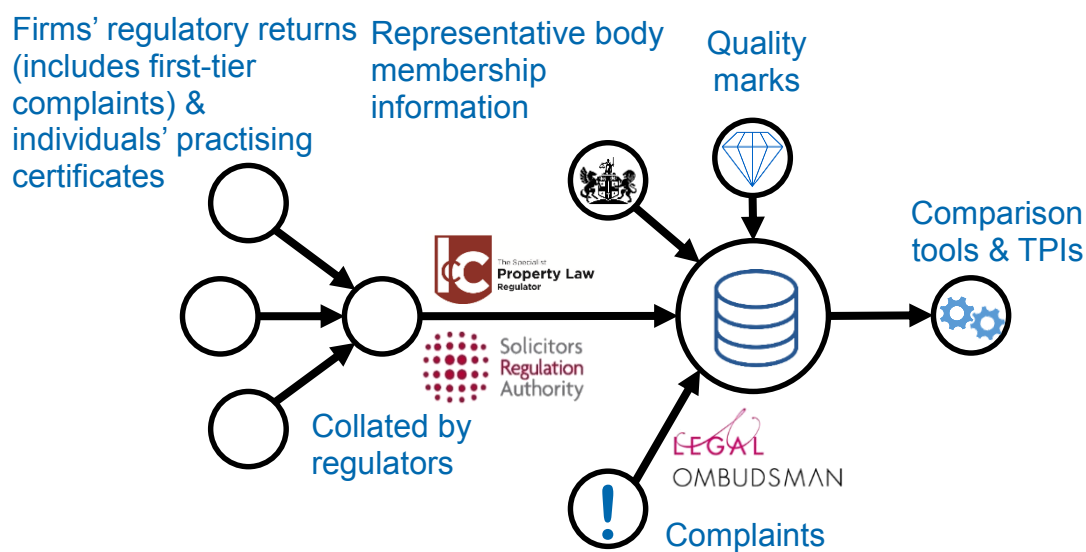 Firms’ regulatory returns
(includes first-tier
complaints) &
individuals’ practising
certificates
Representative body
membership
information
Quality
marks
Comparison
tools & TPIs
CLC
The Specialist
Property Law
Regulator
Solicitors
Regulation
Authority
Collated by
regulators
LEGAL
OMBUDSMAN
!
Complaints